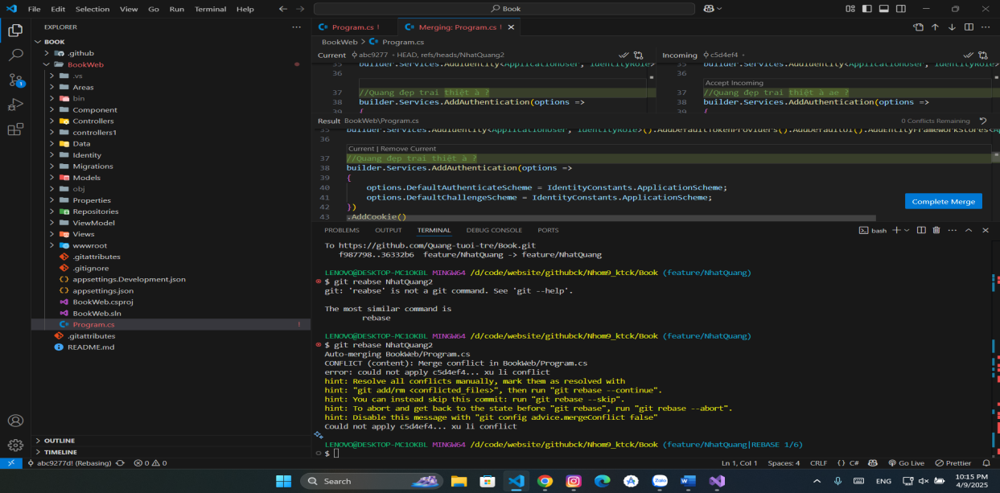 File Edit Selection View Go Run Terminal Help
Book
EXPLORER
BOOK
.github
BookWeb
.vs
Areas
bin
Component
Controllers
controllers1
Data
Identity
Migrations
Models
obj
Properties
Repositories
ViewModel
Views
wwwroot
.gitattributes
.gitignore
appsettings.Development.json
appsettings.json
BookWeb.csproj
BookWeb.sln
Program.cs !
.gitattributes
README.md
OUTLINE
TIMELINE
Program.cs !
Merging: Program.cs !
BookWeb > Program.cs
Current abc9277 • HEAD, refs/heads/NhatQuang2
35 builder.Services.AddIdentity<ApplicationUser, IdentityRole>
36
37 //Quang đẹp trai thiệt à ?
38 builder.Services.AddAuthentication(options =>
39 {
Incoming c5d4ef4 •
35 builder.Services.AddIdentity<ApplicationUser, IdentityRole>
36
Accept Incoming
37 //Quang đẹp trai thiệt à ae ?
38 builder.Services.AddAuthentication(options =>
39 {
Result BookWeb\Program.cs
0 Conflicts Remaining
35 builder.Services.AddIdentity<ApplicationUser, IdentityRole>().AddDefaultTokenProviders().AddDefaultUI().AddEntityFrameworkStores<A
36
Current | Remove Current
37 //Quang đẹp trai thiệt à ?
38 builder.Services.AddAuthentication(options =>
39 {
40 options.DefaultAuthenticateScheme = IdentityConstants.ApplicationScheme;
41 options.DefaultChallengeScheme = IdentityConstants.ApplicationScheme;
42 })
43 .AddCookie()
Complete Merge
PROBLEMS OUTPUT TERMINAL DEBUG CONSOLE PORTS
bash
To https://github.com/Quang-tuoi-tre/Book.git
f987798..36332b6 feature/NhatQuang -> feature/NhatQuang
LENOVO@DESKTOP-MC1OKBL MINGW64 /d/code/website/githubck/Nhom9_ktck/Book (feature/NhatQuang)
$ git reabse NhatQuang2
git: 'reabse' is not a git command. See 'git --help'.
The most similar command is
rebase
LENOVO@DESKTOP-MC1OKBL MINGW64 /d/code/website/githubck/Nhom9_ktck/Book (feature/NhatQuang)
$ git rebase NhatQuang2
Auto-merging BookWeb/Program.cs
CONFLICT (content): Merge conflict in BookWeb/Program.cs
error: could not apply c5d4ef4... xu li conflict
hint: Resolve all conflicts manually, mark them as resolved with
hint: "git add/rm <conflicted_files>", then run "git rebase --continue".
hint: You can instead skip this commit: run "git rebase --skip".
hint: To abort and get back to the state before "git rebase", run "git rebase --abort".
hint: Disable this message with "git config advice.mergeConflict false"
Could not apply c5d4ef4... xu li conflict
LENOVO@DESKTOP-MC1OKBL MINGW64 /d/code/website/githubck/Nhom9_ktck/Book (feature/NhatQuang|REBASE 1/6)
$
abc9277d! (Rebasing) 0 0
Ln 1, Col 1 Spaces: 4 CRLF {} C# Go Live Prettier
Search
Zalo
ENG
10:15 PM
4/9/2025